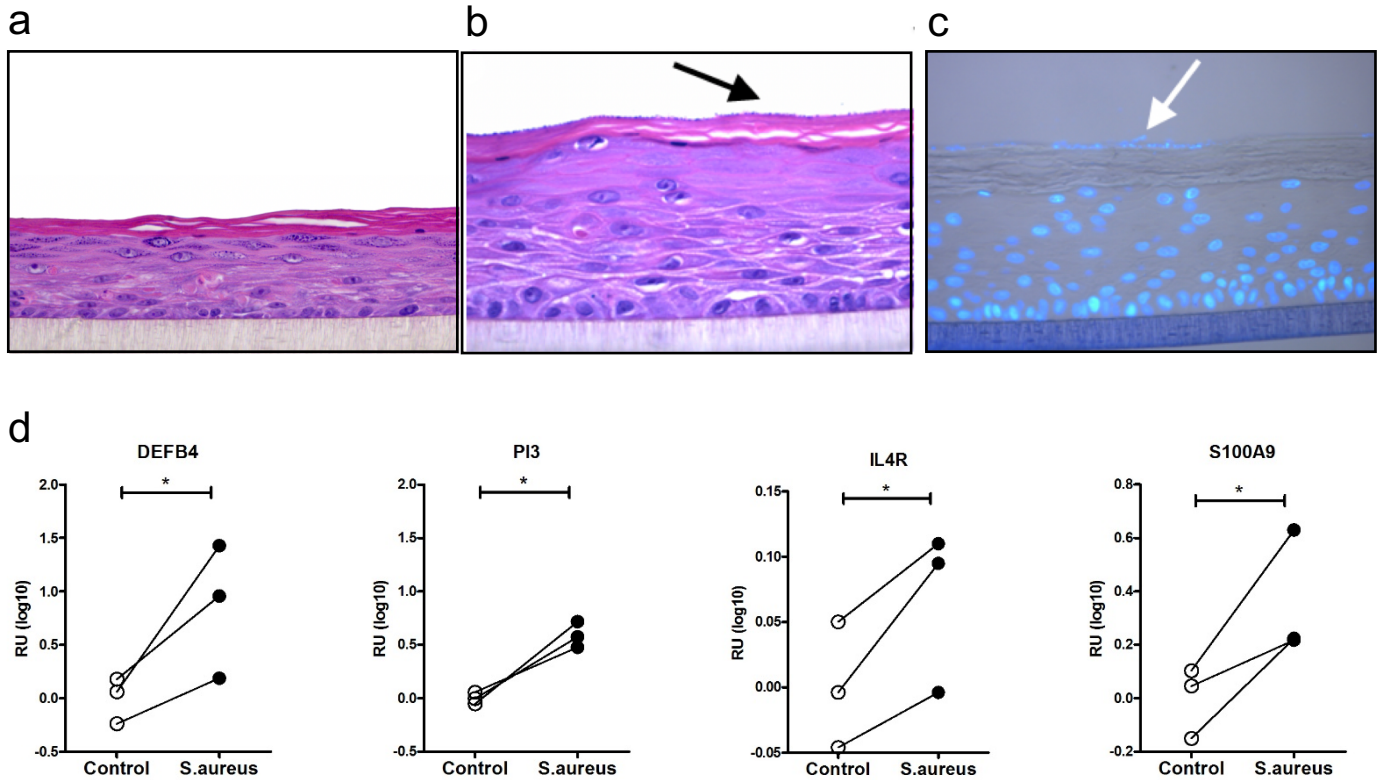 a
b
c
d
DEFB4
*
2.0
1.5
1.0
0.5
0.0
-0.5
RU (log10)
Control S.aureus
PI3
*
2.0
1.5
1.0
0.5
0.0
-0.5
RU (log10)
Control S.aureus
IL4R
*
0.15
0.10
0.05
0.00
-0.05
RU (log10)
Control S.aureus
S100A9
*
0.8
0.6
0.4
0.2
0.0
-0.2
RU (log10)
Control S.aureus